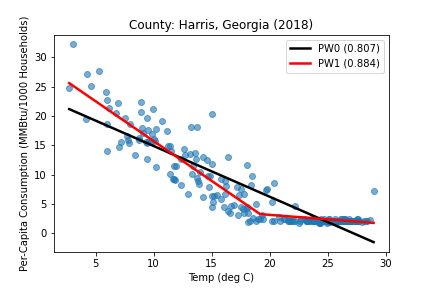 County: Harris, Georgia (2018)
PW0 (0.807)
PW1 (0.884)
Per-Capita Consumption (MMBtu/1000 Households)
30
25
20
15
10
5
0
5 10 15 20 25 30
Temp (deg C)